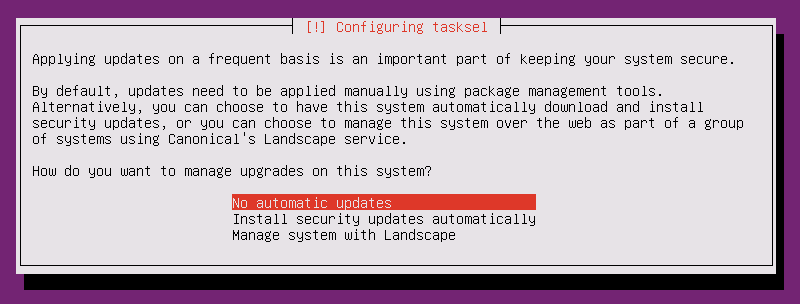 [!] Configuring tasksel
Applying updates on a frequent basis is an important part of keeping your system secure.
By default, updates need to be applied manually using package management tools.
Alternatively, you can choose to have this system automatically download and install
security updates, or you can choose to manage this system over the web as part of a group
of systems using Canonical's Landscape service.
How do you want to manage upgrades on this system?
No automatic updates
Install security updates automatically
Manage system with Landscape